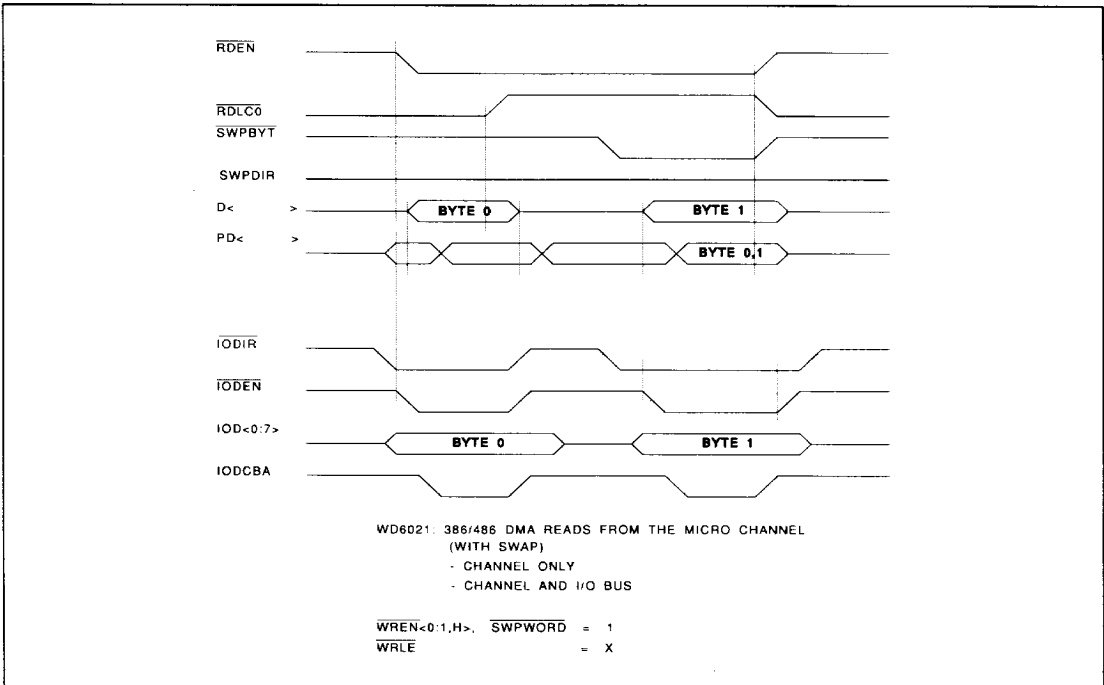 RDEN
RDLC0
SWPBYT
SWPDIR
D< > BYTE 0 BYTE 1
PD< > BYTE 0,1
IODIR
IODEN
IOD<0:7> BYTE 0 BYTE 1
IODCBA
WD6021: 386/486 DMA READS FROM THE MICRO CHANNEL
(WITH SWAP)
- CHANNEL ONLY
- CHANNEL AND I/O BUS
WREN<0:1,H>, SWPWORD = 1
WRLE = X